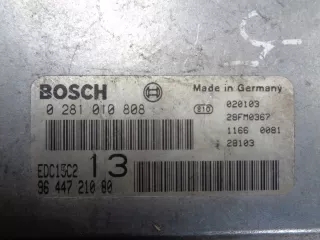 BOSCH
Made in Germany
0 281 010 808
S10 020103
28FM0367
1166 0081
28103
EDC15C2 13
96 447 210 80